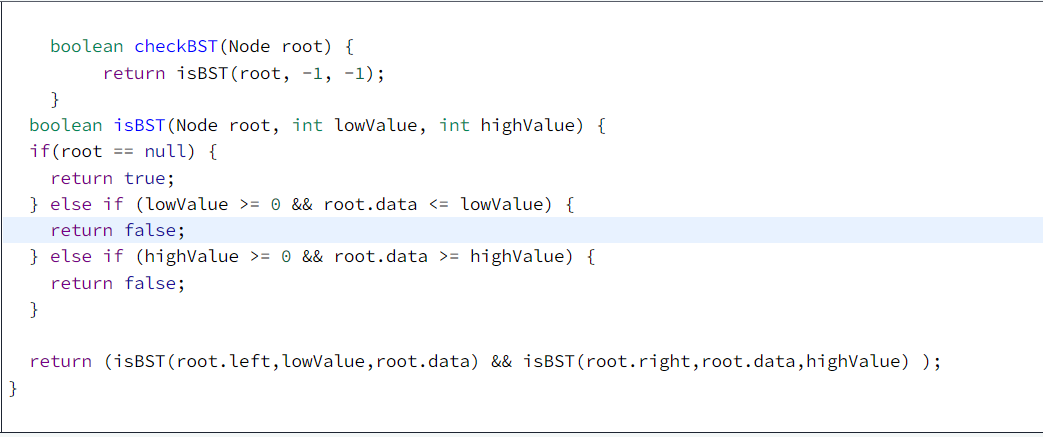 boolean checkBST(Node root) {
return isBST(root, -1, -1);
}
boolean isBST(Node root, int lowValue, int highValue) {
if(root == null) {
return true;
} else if (lowValue >= 0 && root.data <= lowValue) {
return false;
} else if (highValue >= 0 && root.data >= highValue) {
return false;
}
return (isBST(root.left,lowValue,root.data) && isBST(root.right,root.data,highValue) );
}